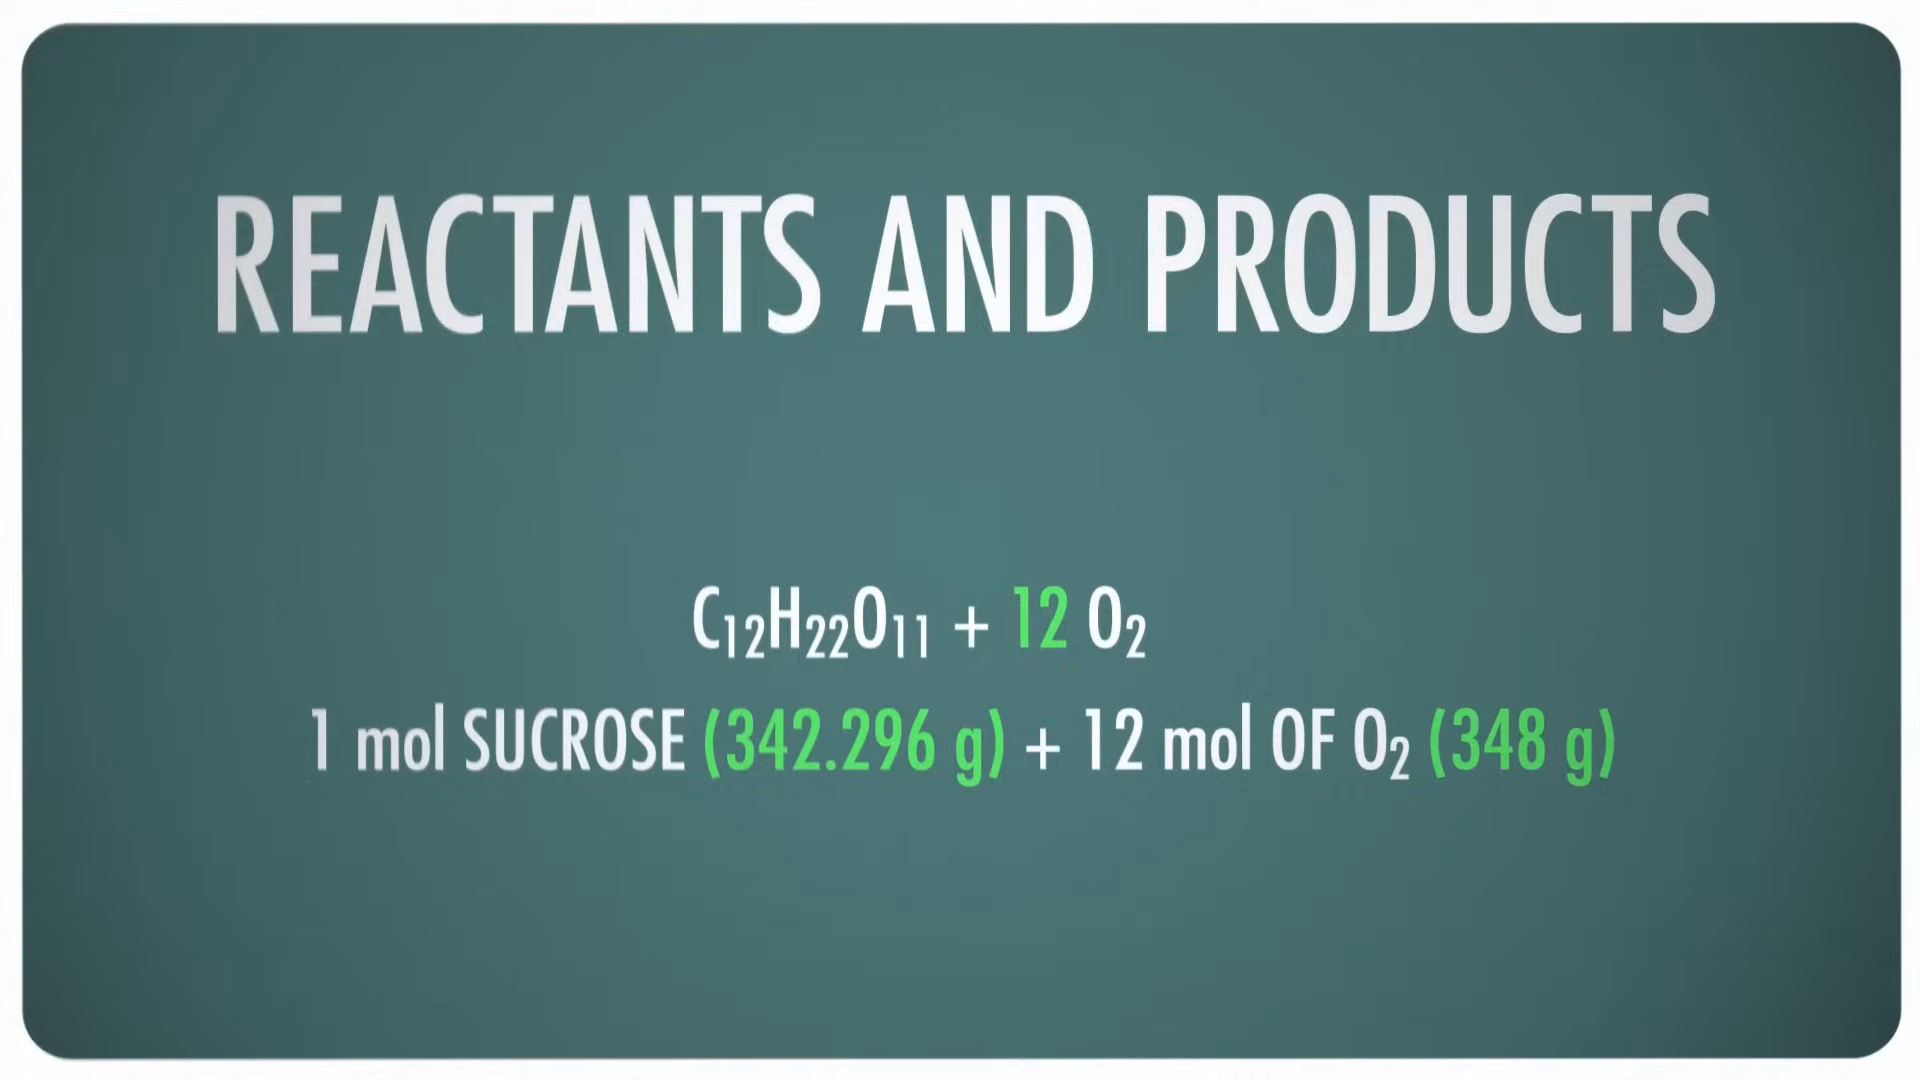 REACTANTS AND PRODUCTS
C₁₂H₂₂O₁₁ + 12 O₂
1 mol SUCROSE (342.296 g) + 12 mol OF O₂ (348 g)